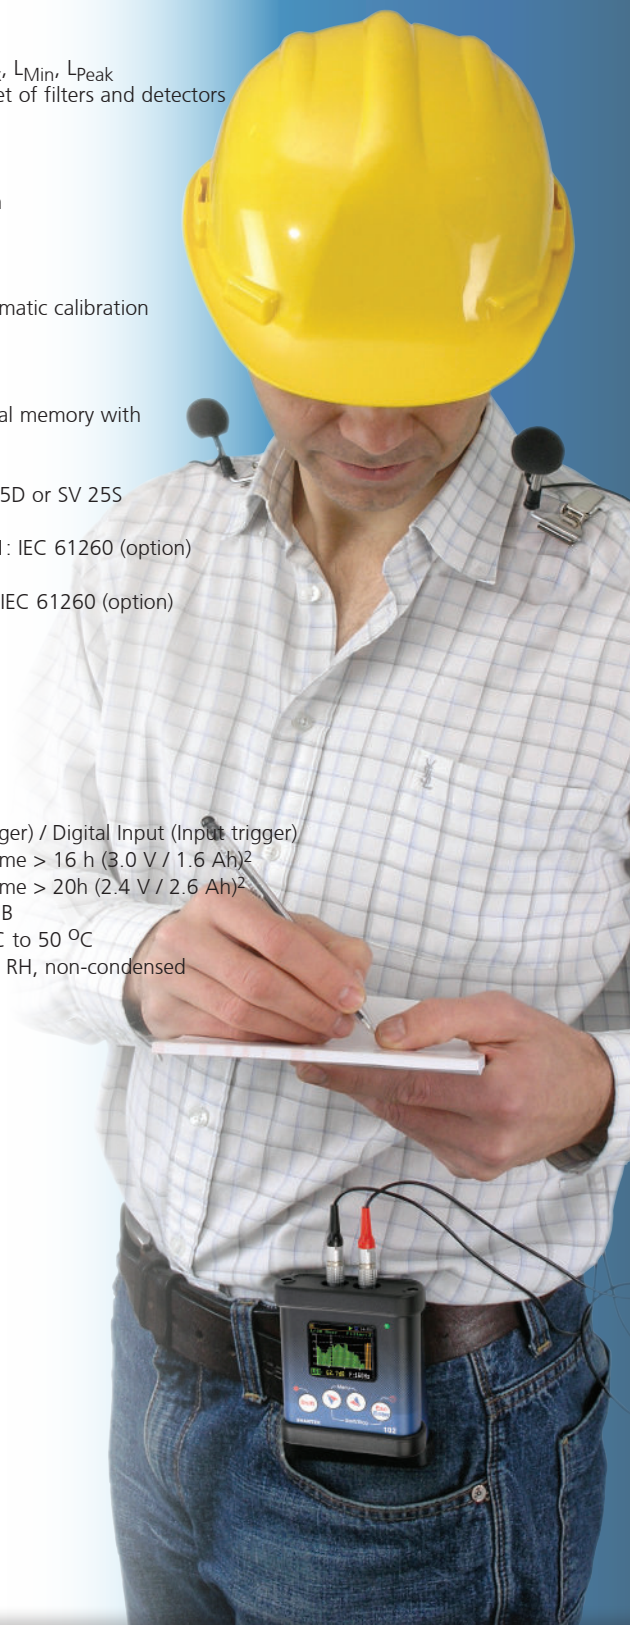 , LMin, LPeak
et of filters and detectors
matic calibration
al memory with
5D or SV 25S
: IEC 61260 (option)
IEC 61260 (option)
ger) / Digital Input (Input trigger)
me > 16 h (3.0 V / 1.6 Ah)2
me > 20h (2.4 V / 2.6 Ah)2
B
C to 50 OC
RH, non-condensed
102